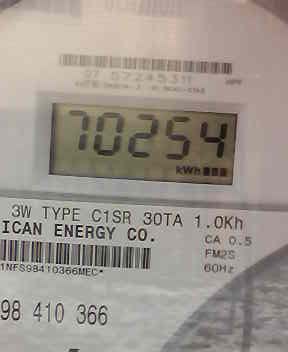 70254
kWh
3W TYPE C1SR 30TA 1.0Kh
ICAN ENERGY CO.
CA 0.5
FM2S
60Hz
1NFS98410366MEC*
98 410 366